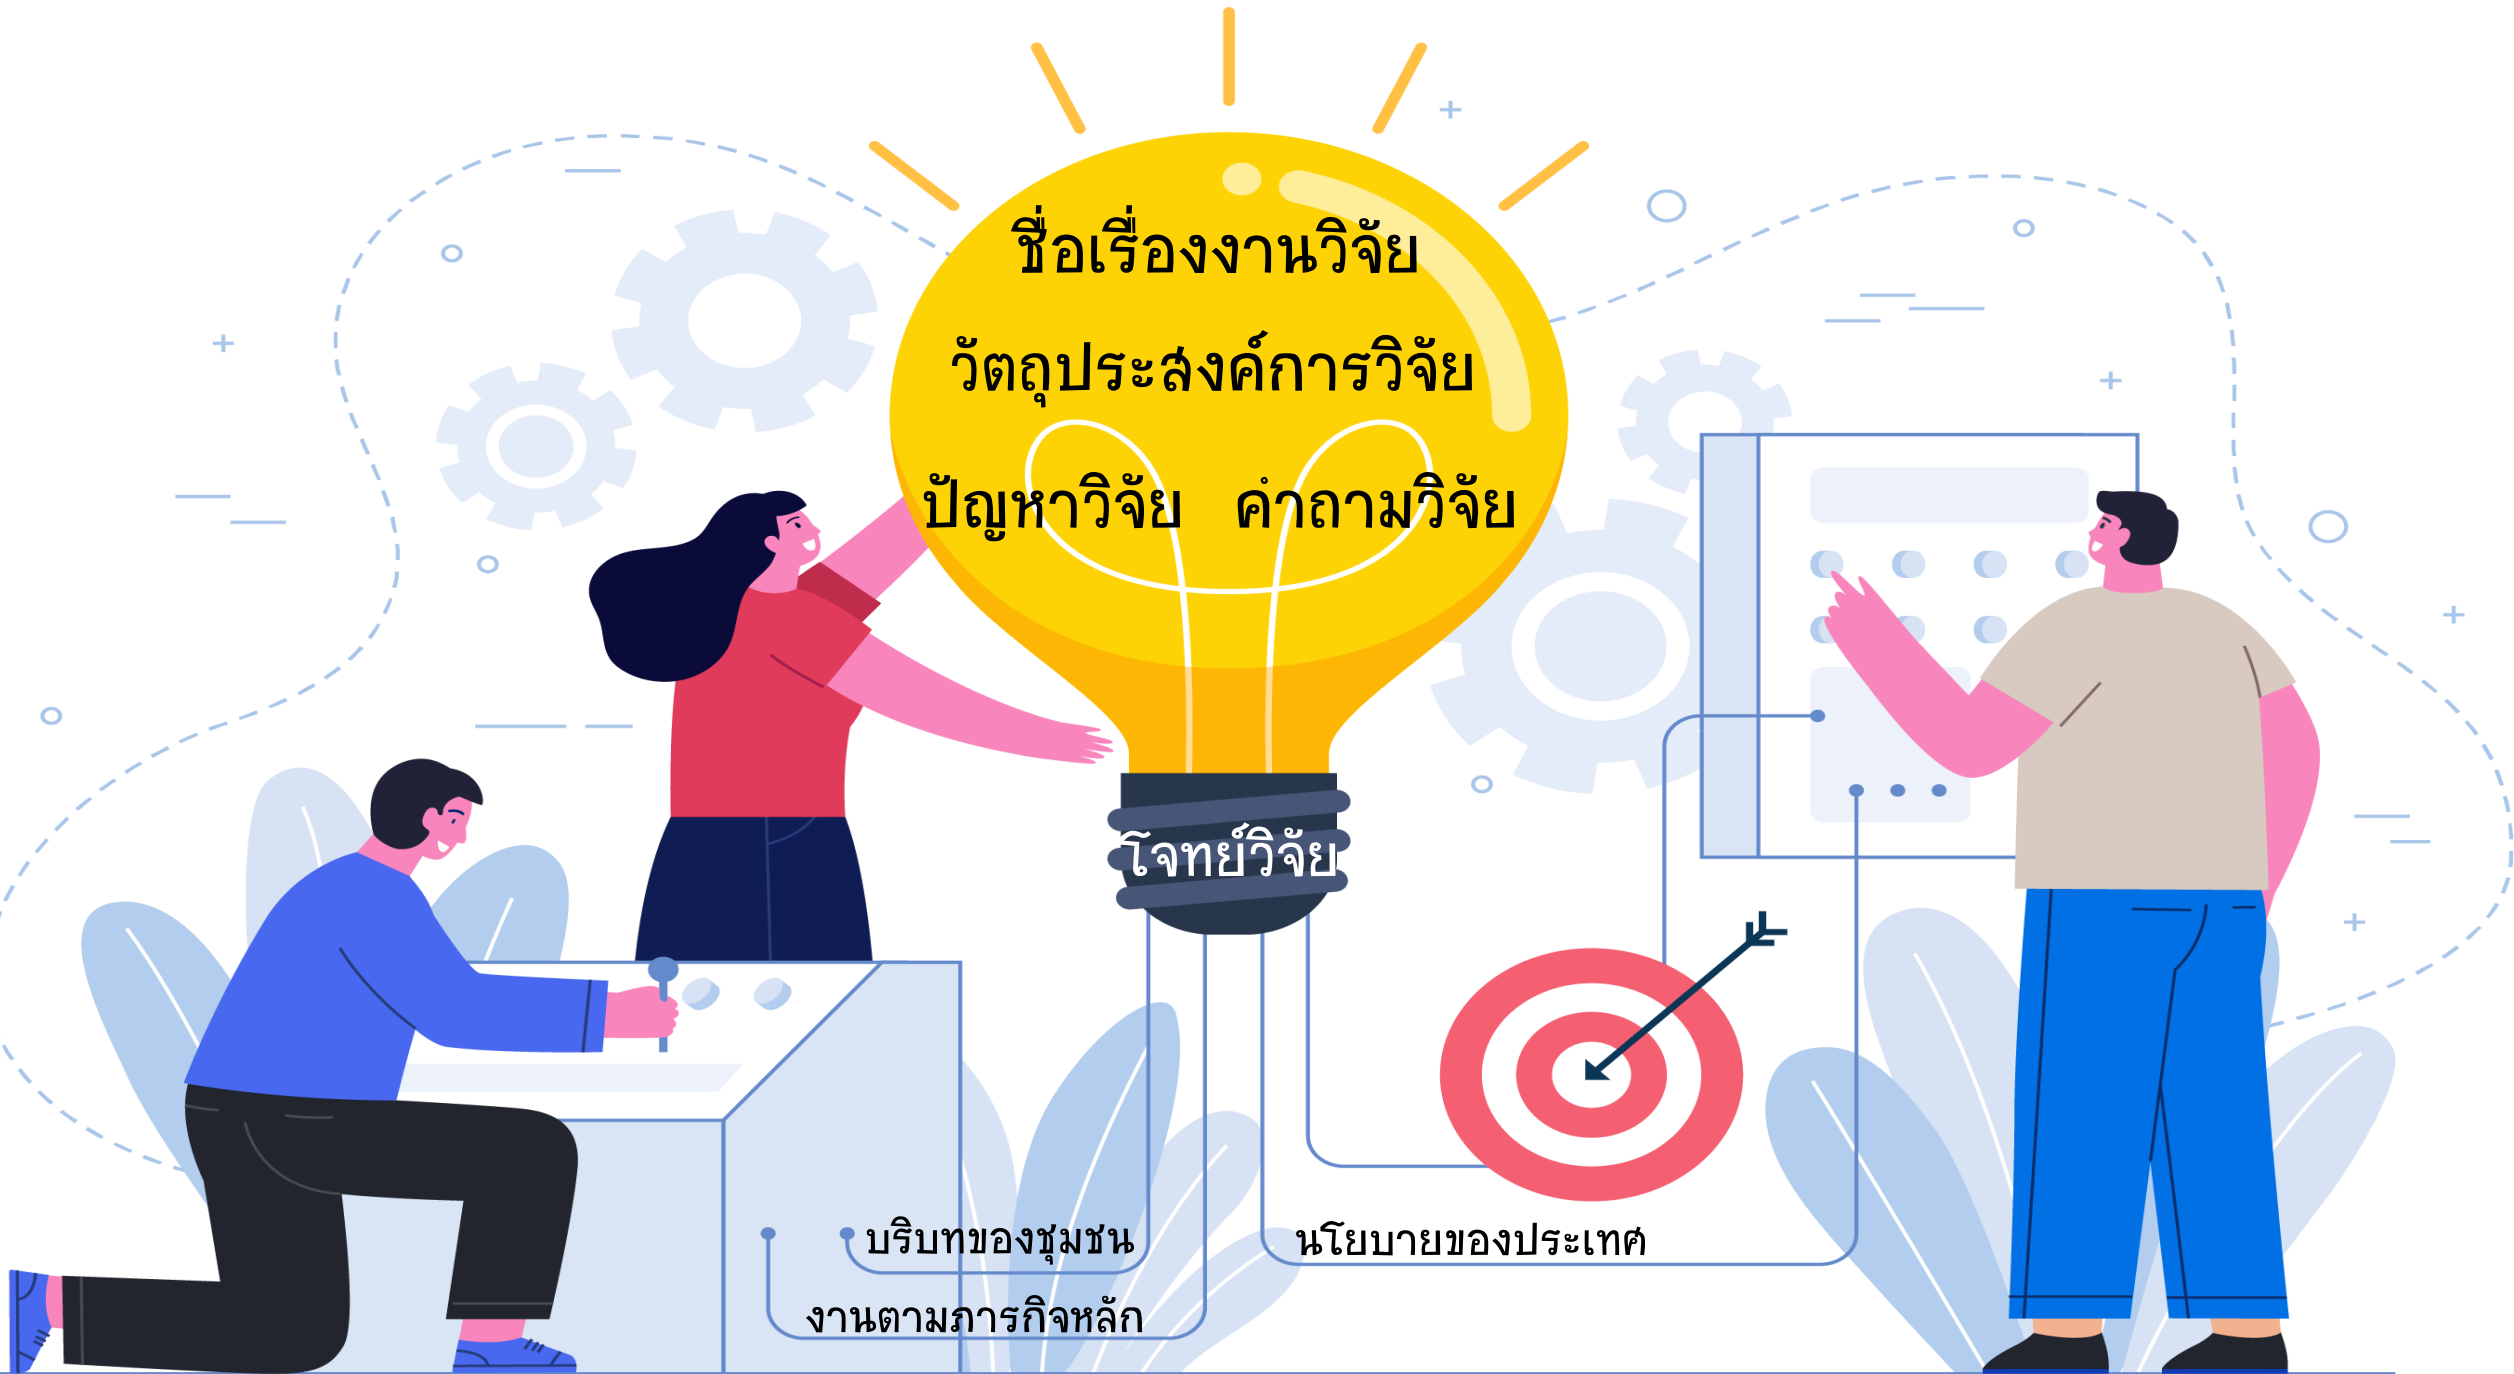 ชื่อเรื่องงานวิจัย
วัตถุประสงค์การวิจัย
ปัญหาวิจัย คำถามวิจัย
โจทย์วิจัย
บริบทของชุมชน
นโยบายของประเทศ
งานตามภารกิจหลัก